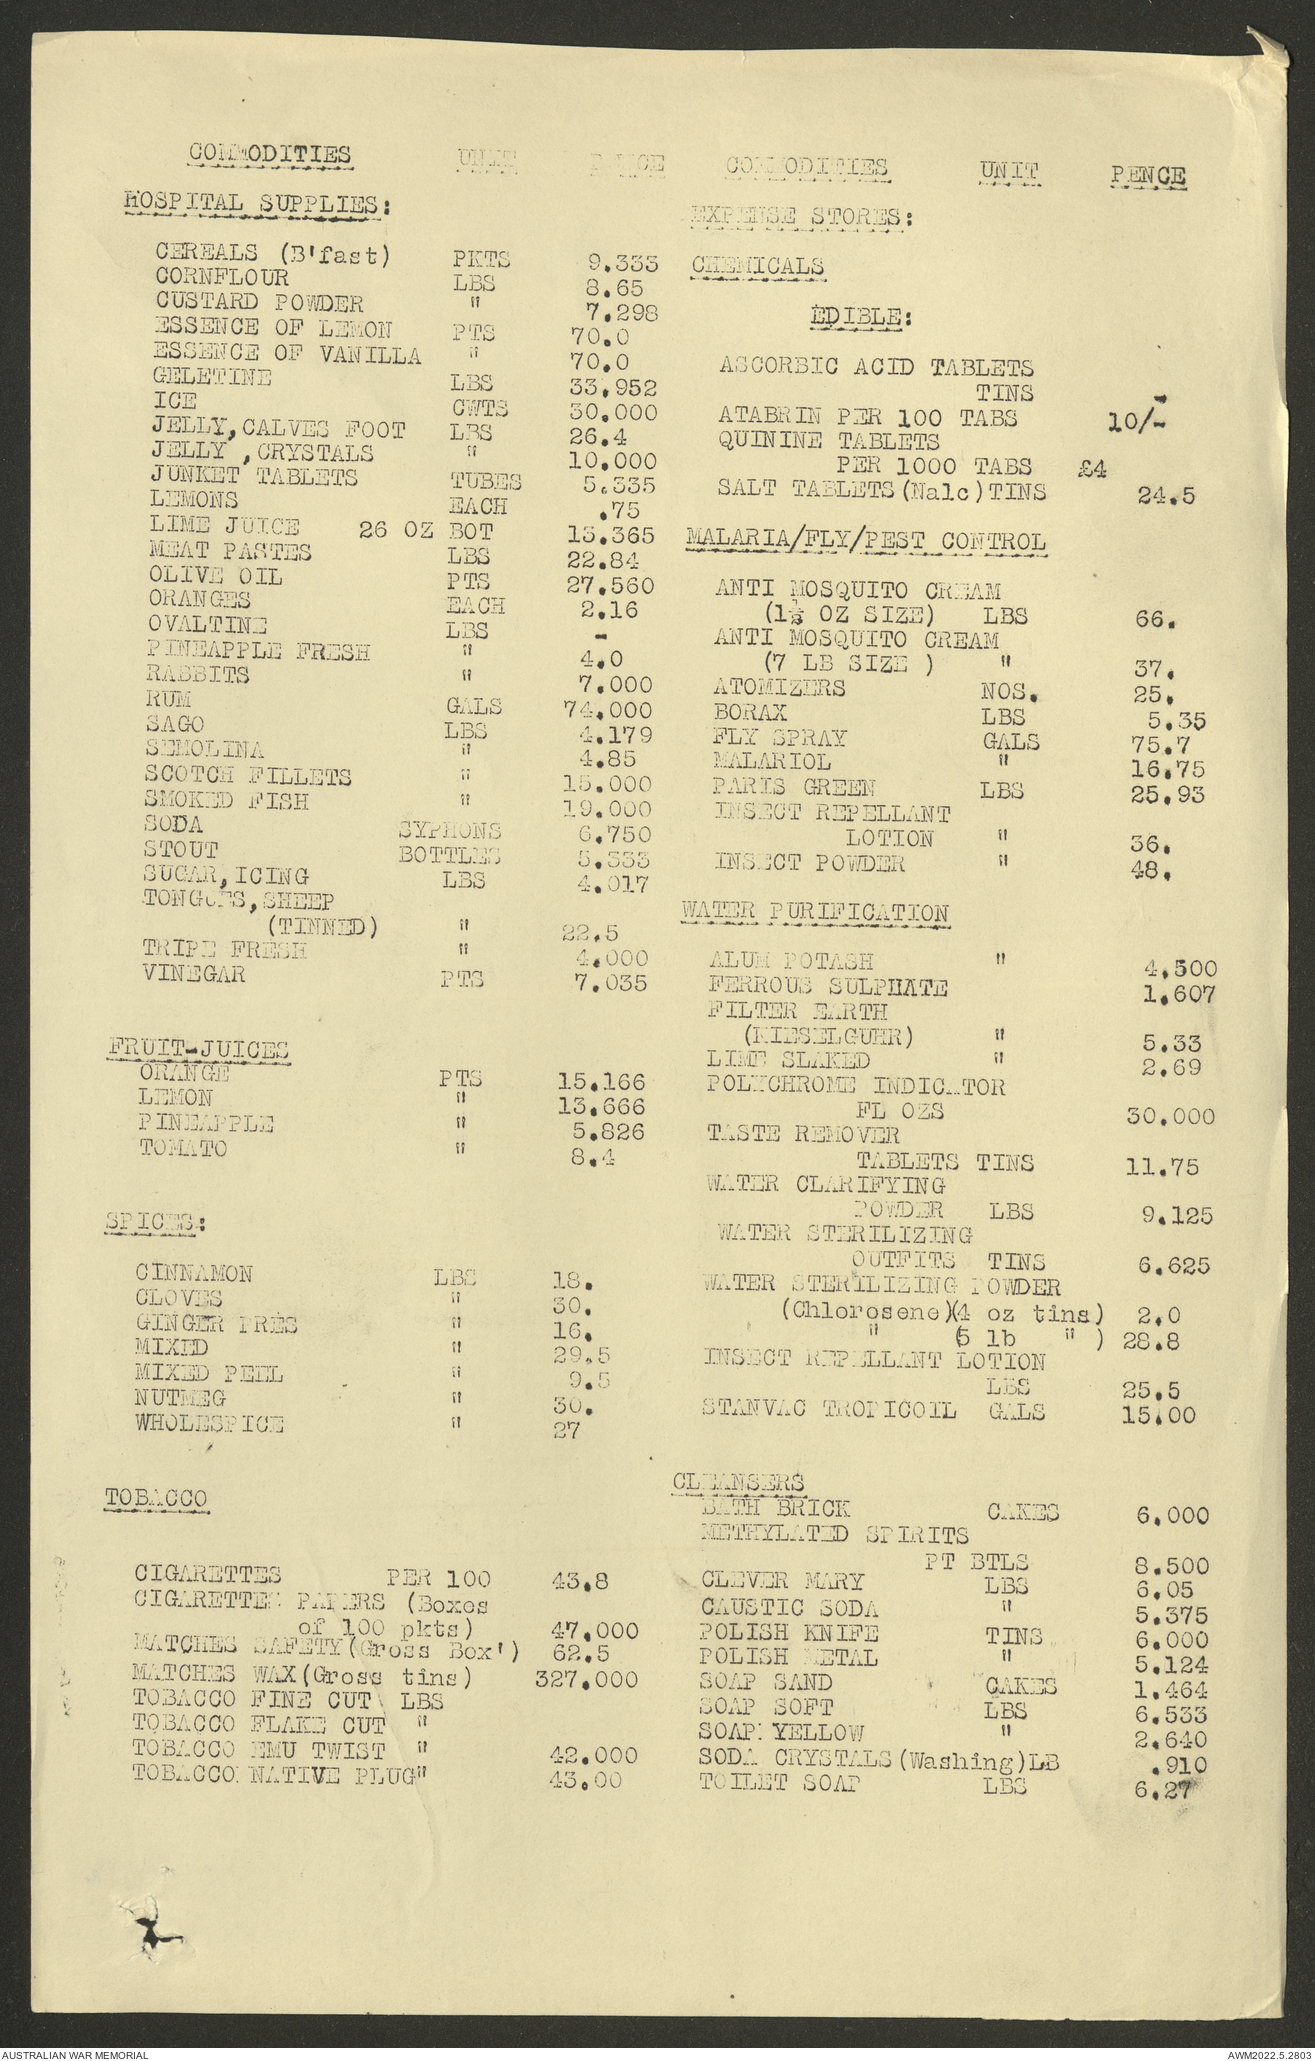 COMMODITIES UNIT PENCE
HOSPITAL SUPPLIES:
CEREALS (B'fast) PKTS 9.333
CORNFLOUR LBS 8.65
CUSTARD POWDER " 7.298
ESSENCE OF LEMON PTS 70.0
ESSENCE OF VANILLA " 70.0
GELETINE LBS 33.952
ICE CWTS 30.000
JELLY, CALVES FOOT LBS 26.4
JELLY , CRYSTALS " 10.000
JUNKET TABLETS TUBES 5.335
LEMONS EACH .75
LIME JUICE 26 OZ BOT 13.365
MEAT PASTES LBS 22.84
OLIVE OIL PTS 27.560
ORANGES EACH 2.16
OVALTINE LBS -
PINEAPPLE FRESH " 4.0
RABBITS " 7.000
RUM GALS 74.000
SAGO LBS 4.179
SEMOLINA " 4.85
SCOTCH FILLETS " 15.000
SMOKED FISH " 19.000
SODA SYPHONS 6.750
STOUT BOTTLES 5.333
SUGAR, ICING LBS 4.017
TONGUES, SHEEP
(TINNED) " 22.5
TRIPE FRESH " 4.000
VINEGAR PTS 7.035
FRUIT-JUICES
ORANGE PTS 15.166
LEMON " 13.666
PINEAPPLE " 5.826
TOMATO " 8.4
SPICES:
CINNAMON LBS 18.
CLOVES " 30.
GINGER PRES " 16.
MIXED " 29.5
MIXED PEEL " 9.5
NUTMEG " 30.
WHOLESPICE " 27
TOBACCO
CIGARETTES PER 100 43.8
CIGARETTES PAPERS (Boxes
of 100 pkts) 47.000
MATCHES SAFETY (Gross Box') 62.5
MATCHES WAX (Gross tins) 327.000
TOBACCO FINE CUT LBS
TOBACCO FLAKE CUT "
TOBACCO EMU TWIST " 42.000
TOBACCO NATIVE PLUG" 43.00
COMMODITIES UNIT PENCE
EXPENSE STORES:
CHEMICALS
EDIBLE:
ASCORBIC ACID TABLETS
TINS -
ATABRIN PER 100 TABS 10/-
QUININE TABLETS
PER 1000 TABS £4
SALT TABLETS (Nalc) TINS 24.5
MALARIA/FLY/PEST CONTROL
ANTI MOSQUITO CREAM
(1½ OZ SIZE) LBS 66.
ANTI MOSQUITO CREAM
(7 LB SIZE ) " 37.
ATOMIZERS NOS. 25.
BORAX LBS 5.35
FLY SPRAY GALS 75.7
MALARIOL " 16.75
PARIS GREEN LBS 25.93
INSECT REPELLANT
LOTION " 36.
INSECT POWDER " 48.
WATER PURIFICATION
ALUM POTASH " 4.500
FERROUS SULPHATE 1.607
FILTER EARTH
(KIESELGUHR) " 5.33
LIME SLAKED " 2.69
POLYCHROME INDICATOR
FL OZS 30.000
TASTE REMOVER
TABLETS TINS 11.75
WATER CLARIFYING
POWDER LBS 9.125
WATER STERILIZING
OUTFITS TINS 6.625
WATER STERILIZING POWDER
(Chlorosene)(4 oz tins) 2.0
" (5 lb " ) 28.8
INSECT REPELLANT LOTION
LBS 25.5
STANVAC TROPICOIL GALS 15.00
CLEANSERS
BATH BRICK CAKES 6.000
METHYLATED SPIRITS
PT BTLS 8.500
CLEVER MARY LBS 6.05
CAUSTIC SODA " 5.375
POLISH KNIFE TINS 6.000
POLISH METAL " 5.124
SOAP SAND CAKES 1.464
SOAP SOFT LBS 6.533
SOAP YELLOW " 2.640
SODA CRYSTALS (Washing) LB .910
TOILET SOAP LBS 6.27
AUSTRALIAN WAR MEMORIAL AWM2022.5.2803